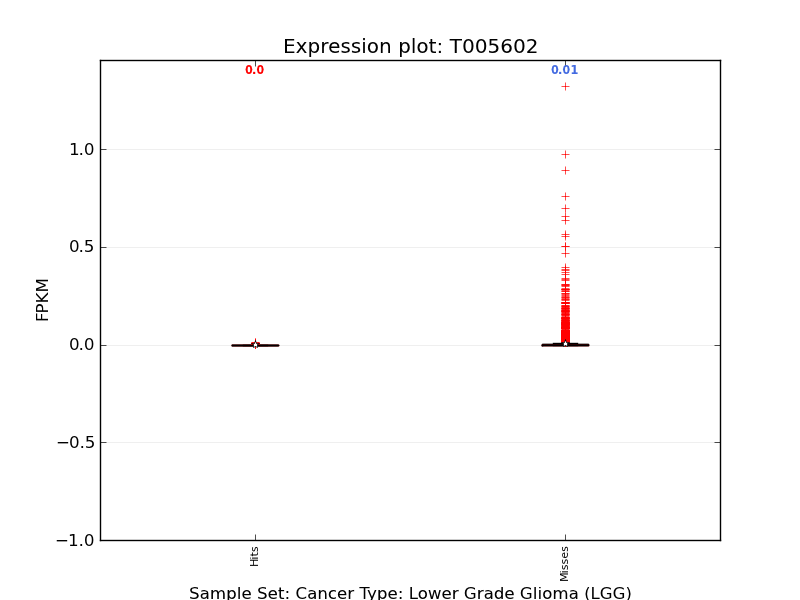 Expression plot: T005602
0.0
0.01
1.0
0.5
0.0
−0.5
−1.0
FPKM
Hits
Misses
Sample Set: Cancer Type: Lower Grade Glioma (LGG)